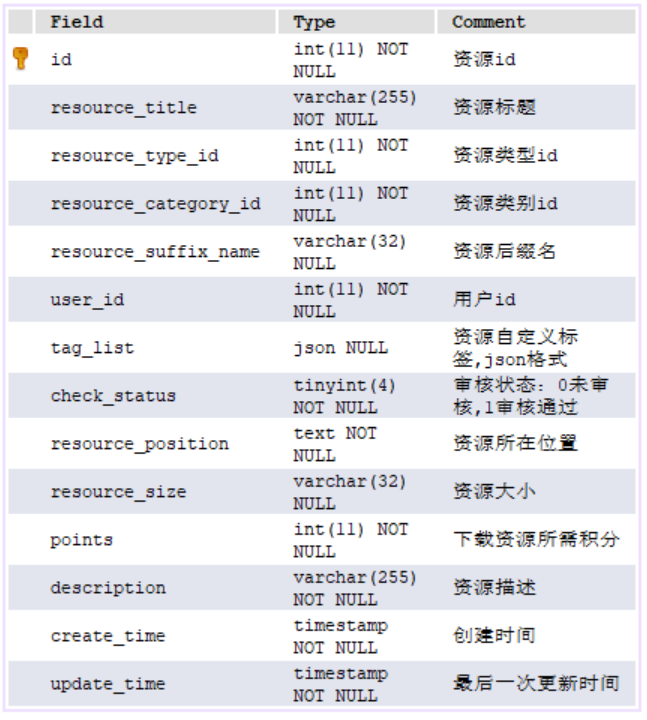 Field Type Comment
id int(11) NOT NULL 资源id
resource_title varchar(255) NOT NULL 资源标题
resource_type_id int(11) NOT NULL 资源类型id
resource_category_id int(11) NOT NULL 资源类别id
resource_suffix_name varchar(32) NULL 资源后缀名
user_id int(11) NOT NULL 用户id
tag_list json NULL 资源自定义标签,json格式
check_status tinyint(4) NOT NULL 审核状态：0未审核,1审核通过
resource_position text NOT NULL 资源所在位置
resource_size varchar(32) NULL 资源大小
points int(11) NOT NULL 下载资源所需积分
description varchar(255) NOT NULL 资源描述
create_time timestamp NOT NULL 创建时间
update_time timestamp NOT NULL 最后一次更新时间